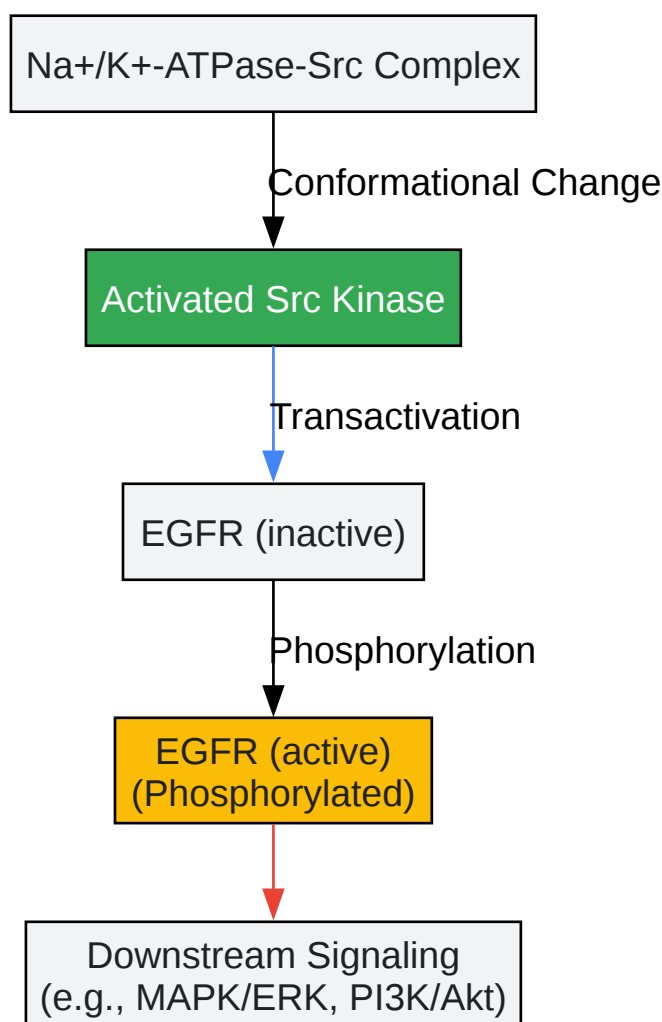 Na+/K+-ATPase-Src Complex
Conformational Change
Activated Src Kinase
Transactivation
EGFR (inactive)
Phosphorylation
EGFR (active)
(Phosphorylated)
Downstream Signaling
(e.g., MAPK/ERK, PI3K/Akt)